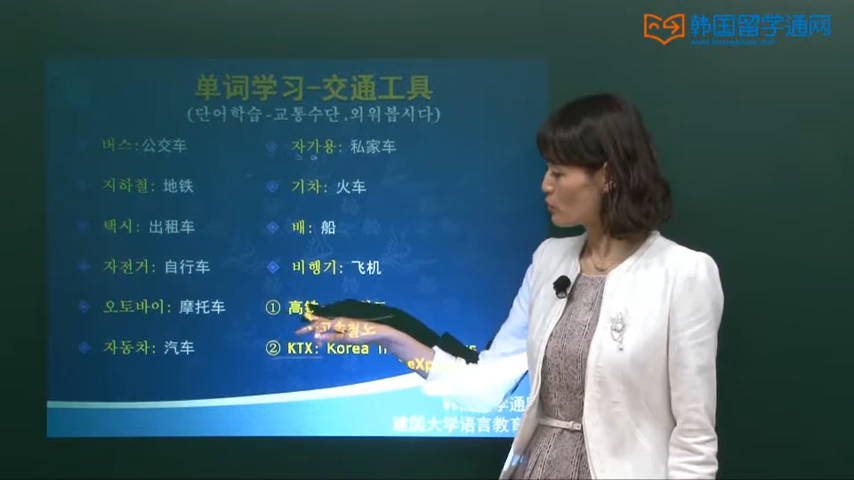 韩国留学通网
单词学习-交通工具
(단어학습-교통수단.외워봅시다)
버스:公交车
자가용: 私家车
지하철: 地铁
기차: 火车
택시: 出租车
배: 船
자전거: 自行车
비행기: 飞机
오토바이: 摩托车
① 高铁
자동차: 汽车
② KTX: Korea
建国大学语言教育